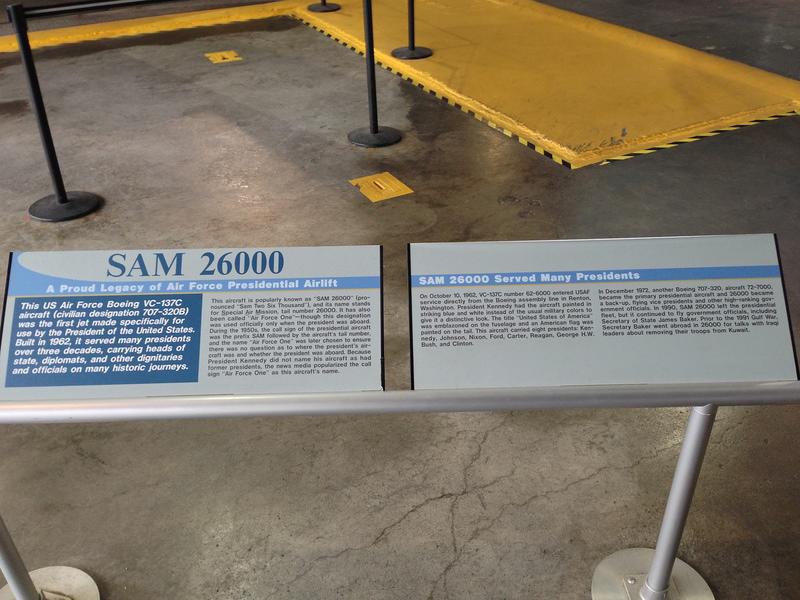 SAM 26000
A Proud Legacy of Air Force Presidential Airlift
This US Air Force Boeing VC-137C
aircraft (civilian designation 707-320B)
was the first jet made specifically for
use by the President of the United States.
Built in 1962, it served many presidents
over three decades, carrying heads of
state, diplomats, and other dignitaries
and officials on many historic journeys.
This aircraft is popularly known as "SAM 26000" (pro-
nounced "Sam Two Six Thousand"), and its name stands
for Special Air Mission, tail number 26000. It has also
been called "Air Force One"—though this designation
was used officially only when the president was aboard.
During the 1950s, the call sign of the presidential aircraft
was the prefix SAM followed by the aircraft's tail number,
and the name "Air Force One" was later chosen to ensure
there was no question as to where the president's air-
craft was and whether the president was aboard. Because
President Kennedy did not name his aircraft as had
former presidents, the news media popularized the call
sign "Air Force One" as this aircraft's name.
SAM 26000 Served Many Presidents
On October 10, 1962, VC-137C number 62-6000 entered USAF
service directly from the Boeing assembly line in Renton,
Washington. President Kennedy had the aircraft painted in
striking blue and white instead of the usual military colors to
give it a distinctive look. The title "United States of America"
was emblazoned on the fuselage and an American flag was
painted on the tail. This aircraft carried eight presidents: Ken-
nedy, Johnson, Nixon, Ford, Carter, Reagan, George H.W.
Bush, and Clinton.
In December 1972, another Boeing 707-320, aircraft 72-7000,
became the primary presidential aircraft and 26000 became
a back-up, flying vice presidents and other high-ranking gov-
ernment officials. In 1990, SAM 26000 left the presidential
fleet, but it continued to fly government officials, including
Secretary of State James Baker. Prior to the 1991 Gulf War,
Secretary Baker went abroad in 26000 for talks with Iraqi
leaders about removing their troops from Kuwait.